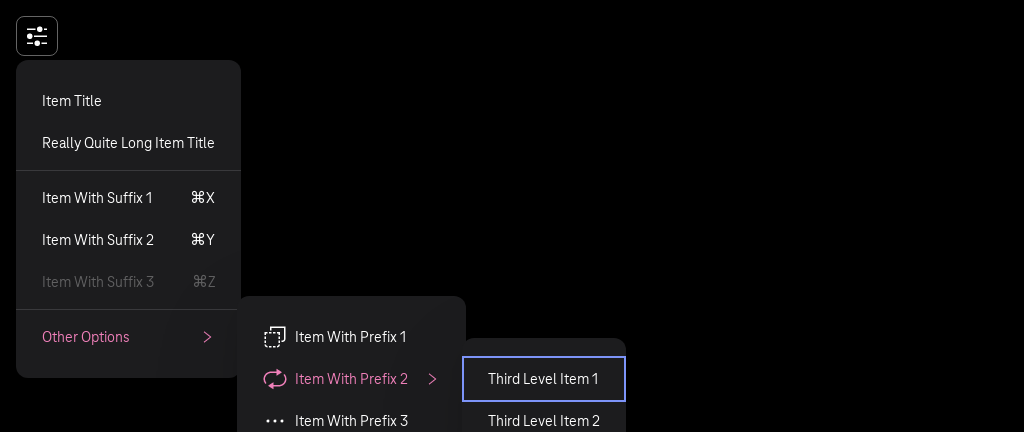 Item Title
Really Quite Long Item Title
Item With Suffix 1 ⌘X
Item With Suffix 2 ⌘Y
Item With Suffix 3 ⌘Z
Other Options
Item With Prefix 1
Item With Prefix 2
Item With Prefix 3
Third Level Item 1
Third Level Item 2